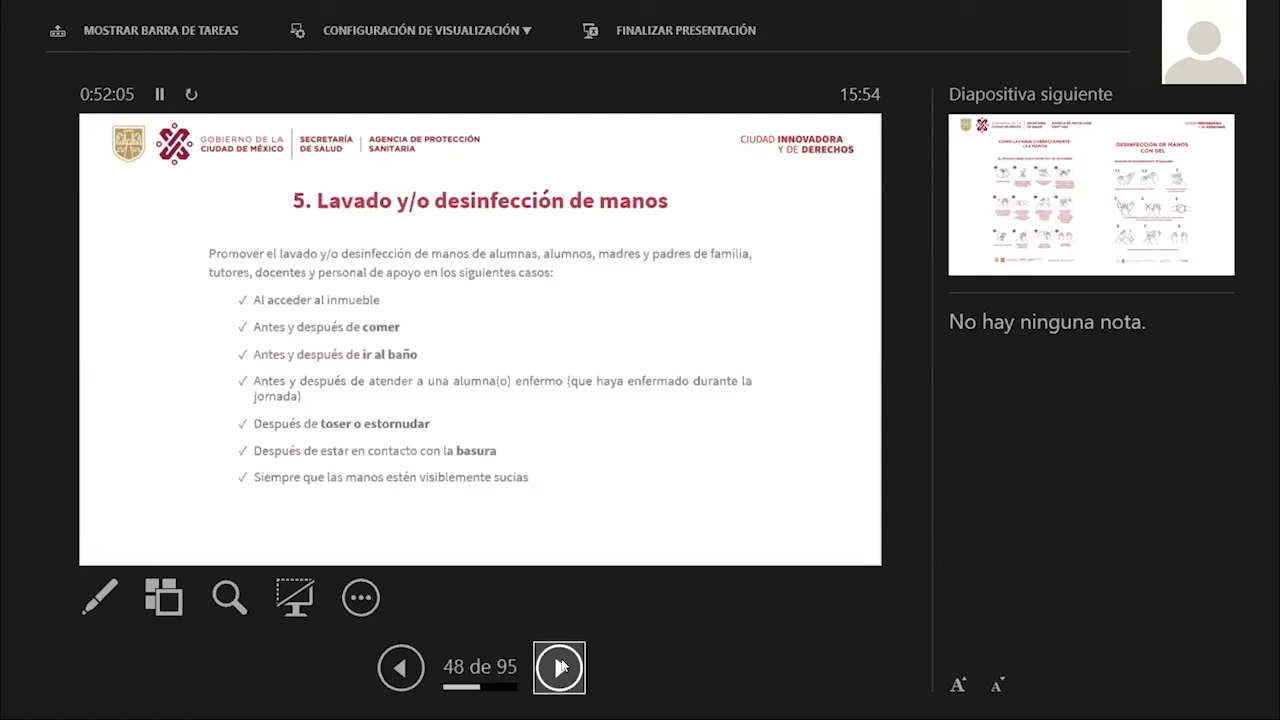 MOSTRAR BARRA DE TAREAS
CONFIGURACIÓN DE VISUALIZACIÓN ▼
FINALIZAR PRESENTACIÓN
0:52:05
15:54
GOBIERNO DE LA
CIUDAD DE MÉXICO
SECRETARÍA
DE SALUD
AGENCIA DE PROTECCIÓN
SANITARIA
CIUDAD INNOVADORA
Y DE DERECHOS
5. Lavado y/o desinfección de manos
Promover el lavado y/o desinfección de manos de alumnas, alumnos, madres y padres de familia,
tutores, docentes y personal de apoyo en los siguientes casos:
✓ Al acceder al inmueble
✓ Antes y después de comer
✓ Antes y después de ir al baño
✓ Antes y después de atender a una alumna(o) enfermo (que haya enfermado durante la
jornada)
✓ Después de toser o estornudar
✓ Después de estar en contacto con la basura
✓ Siempre que las manos estén visiblemente sucias
48 de 95
Diapositiva siguiente
DESINFECCIÓN DE MANOS
CON GEL
No hay ninguna nota.
A A